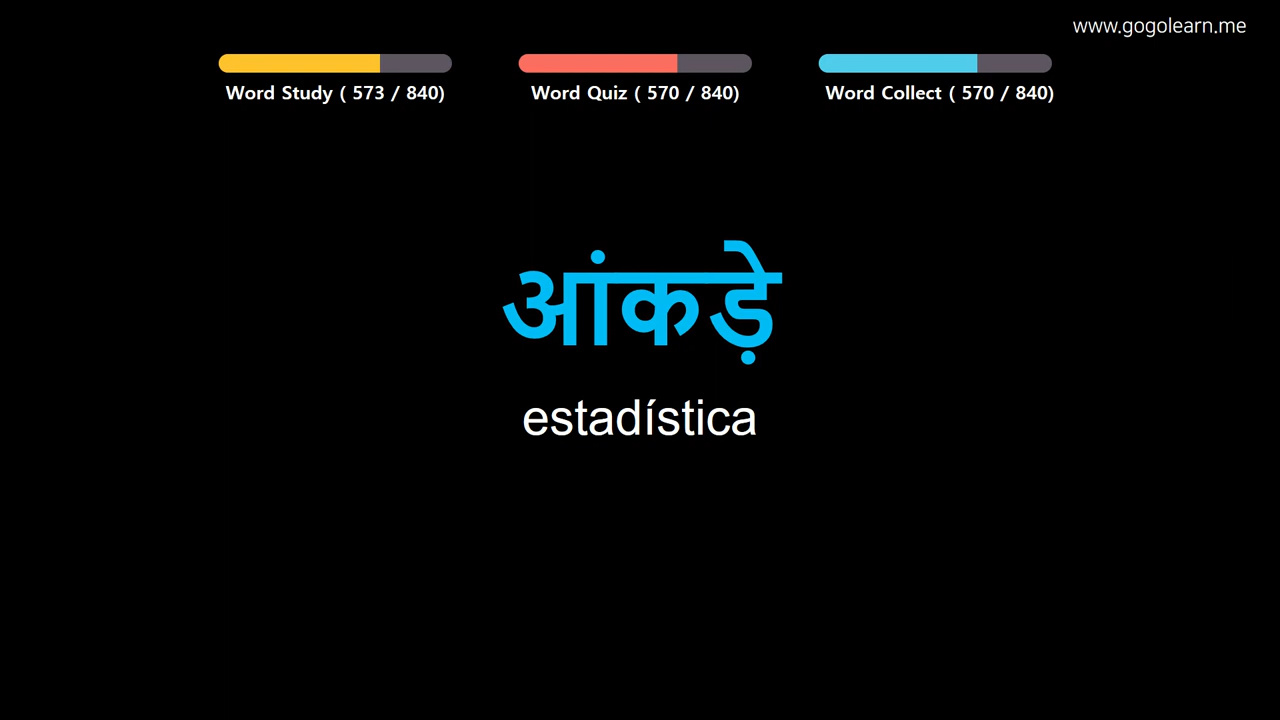 www.gogolearn.me
Word Study ( 573 / 840)
Word Quiz ( 570 / 840)
Word Collect ( 570 / 840)
आंकड़े
estadística